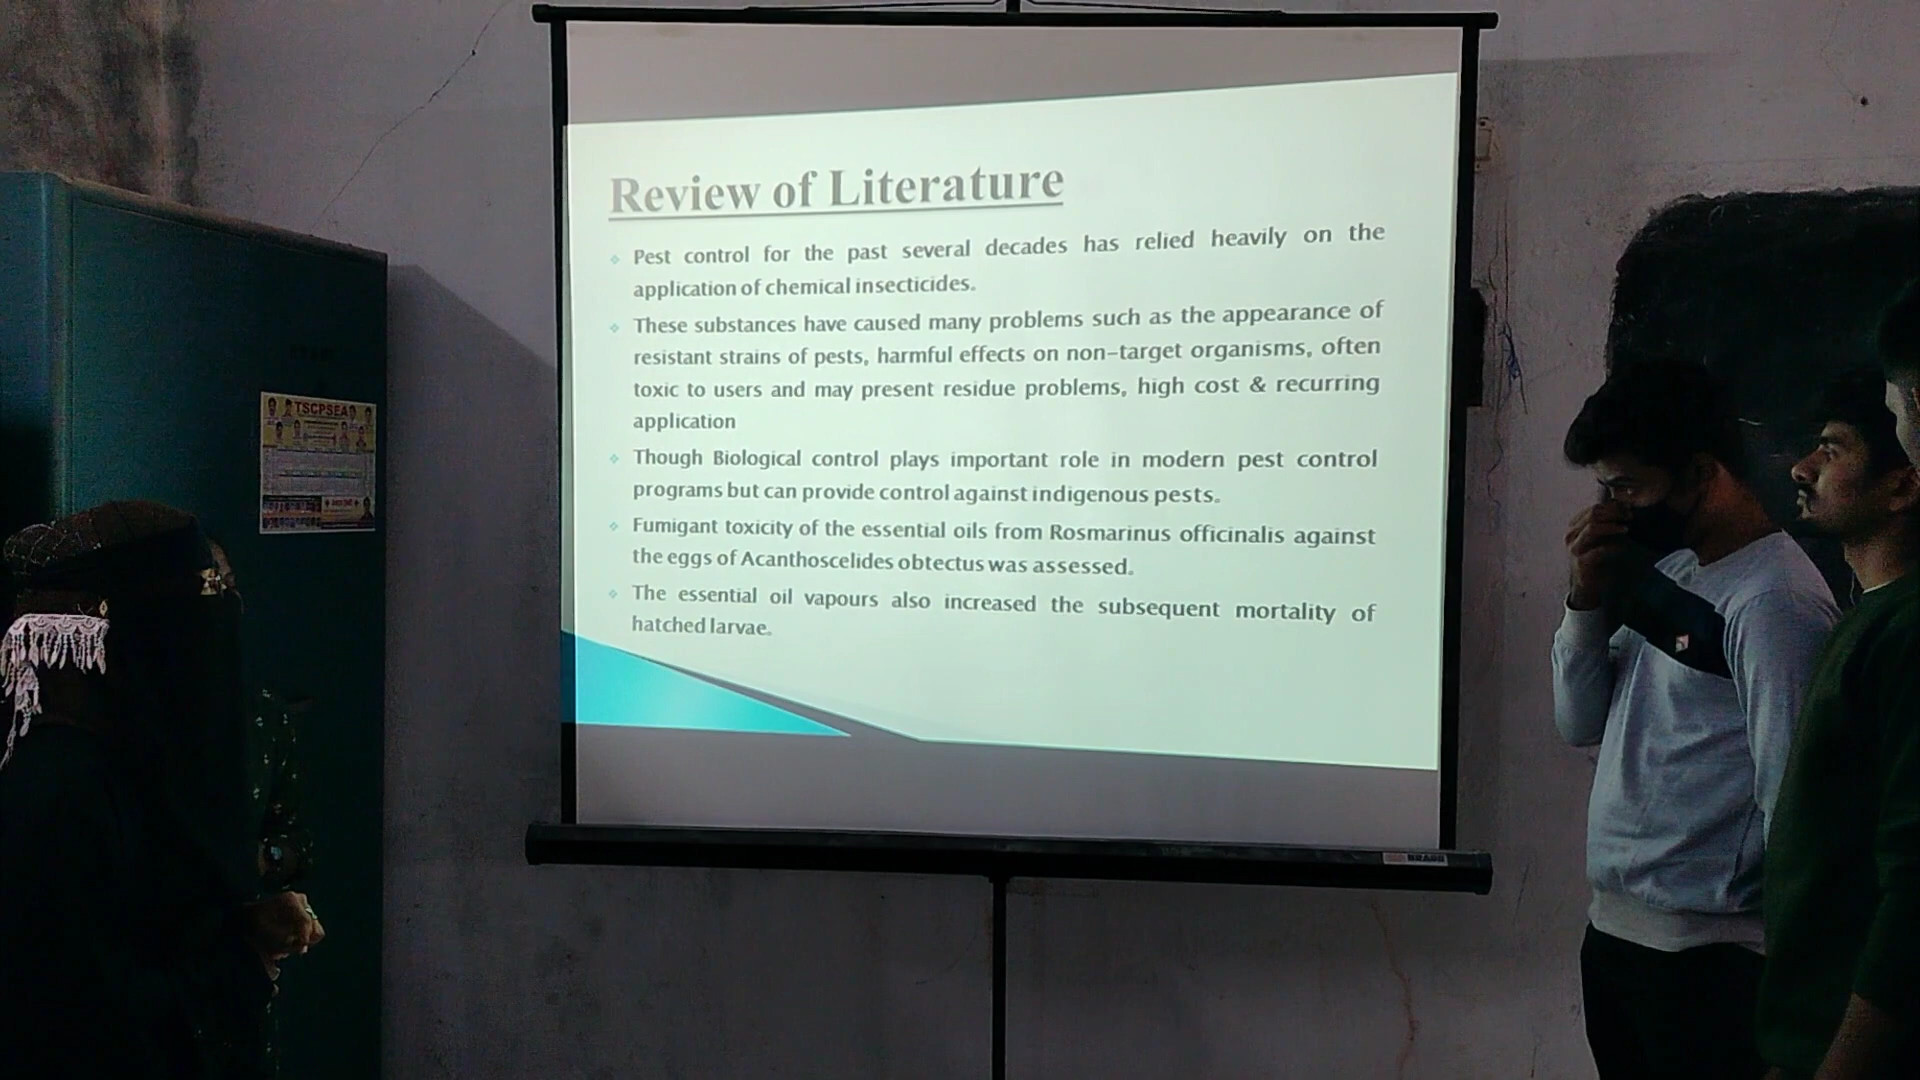 Review of Literature
Pest control for the past several decades has relied heavily on the
application of chemical insecticides.
These substances have caused many problems such as the appearance of
resistant strains of pests, harmful effects on non-target organisms, often
toxic to users and may present residue problems, high cost & recurring
application
Though Biological control plays important role in modern pest control
programs but can provide control against indigenous pests.
Fumigant toxicity of the essential oils from Rosmarinus officinalis against
the eggs of Acanthoscelides obtectus was assessed.
The essential oil vapours also increased the subsequent mortality of
hatched larvae.
TSCPSEA